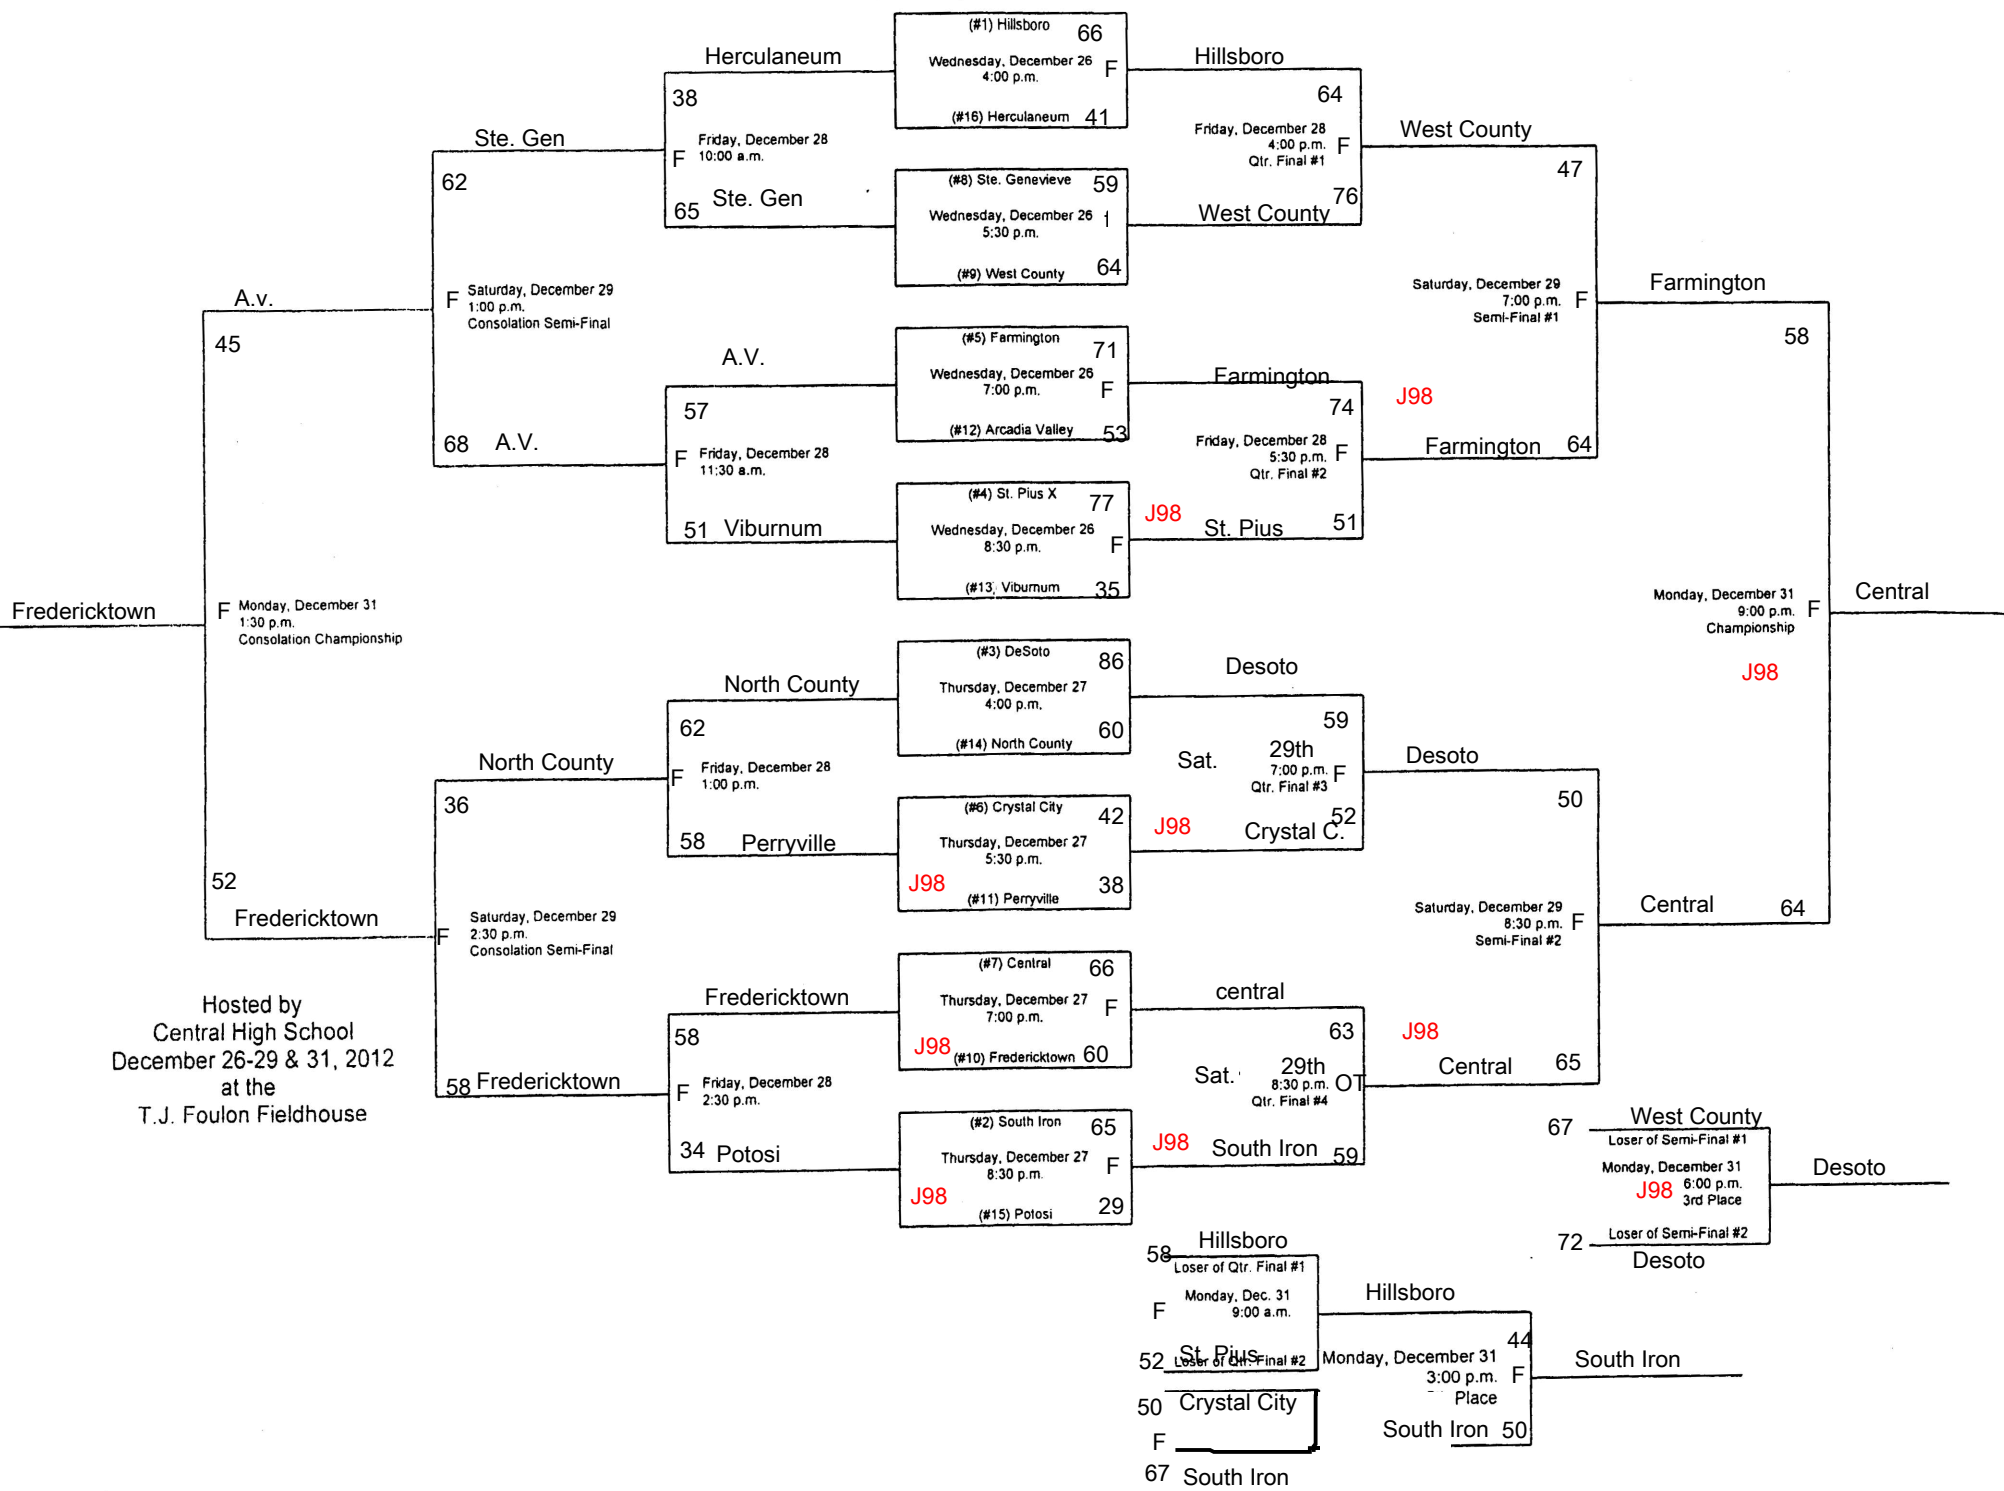 (#1) Hillsboro
66
Wednesday, December 26
4:00 p.m.
F
(#16) Herculaneum
41
(#8) Ste. Genevieve
59
Wednesday, December 26
5:30 p.m.
(#9) West County
64
(#5) Farmington
71
Wednesday, December 26
7:00 p.m.
F
(#12) Arcadia Valley
53
(#4) St. Pius X
77
Wednesday, December 26
8:30 p.m.
F
(#13) Viburnum
35
(#3) DeSoto
86
Thursday, December 27
4:00 p.m.
(#14) North County
60
(#6) Crystal City
42
Thursday, December 27
5:30 p.m.
J98
(#11) Perryville
38
(#7) Central
66
Thursday, December 27
7:00 p.m.
F
J98
(#10) Fredericktown
60
(#2) South Iron
65
Thursday, December 27
8:30 p.m.
F
J98
(#15) Potosi
29
Herculaneum
38
Friday, December 28
10:00 a.m.
F
65
Ste. Gen
A.V.
57
Friday, December 28
11:30 a.m.
F
51
Viburnum
North County
62
Friday, December 28
1:00 p.m.
F
58
Perryville
Fredericktown
58
Friday, December 28
2:30 p.m.
F
34
Potosi
Ste. Gen
62
F
Saturday, December 29
1:00 p.m.
Consolation Semi-Final
68
A.V.
North County
36
Saturday, December 29
2:30 p.m.
F
Consolation Semi-Final
58
Fredericktown
A.v.
45
F
Monday, December 31
1:30 p.m.
Consolation Championship
52
Fredericktown
Fredericktown
Hosted by
Central High School
December 26-29 & 31, 2012
at the
T.J. Foulon Fieldhouse
Hillsboro
64
Friday, December 28
4:00 p.m.
F
Qtr. Final #1
76
West County
Farmington
74
Friday, December 28
5:30 p.m.
F
Qtr. Final #2
J98
St. Pius
51
Desoto
59
Sat.
29th
7:00 p.m.
F
Qtr. Final #3
J98
Crystal C.
52
central
63
Sat.
29th
8:30 p.m.
OT
Qtr. Final #4
J98
South Iron
59
West County
47
Saturday, December 29
7:00 p.m.
F
Semi-Final #1
J98
Farmington
64
Desoto
50
Saturday, December 29
8:30 p.m.
F
Semi-Final #2
J98
Central
65
Farmington
58
Monday, December 31
9:00 p.m.
F
Championship
J98
Central
64
Central
West County
67
Loser of Semi-Final #1
Monday, December 31
6:00 p.m.
J98
3rd Place
Loser of Semi-Final #2
72
Desoto
Desoto
Hillsboro
58
Loser of Qtr. Final #1
Monday, Dec. 31
9:00 a.m.
F
52
St. Pius
Loser of Qtr. Final #2
50
Crystal City
F
67
South Iron
Hillsboro
44
Monday, December 31
3:00 p.m.
F
Place
South Iron
50
South Iron